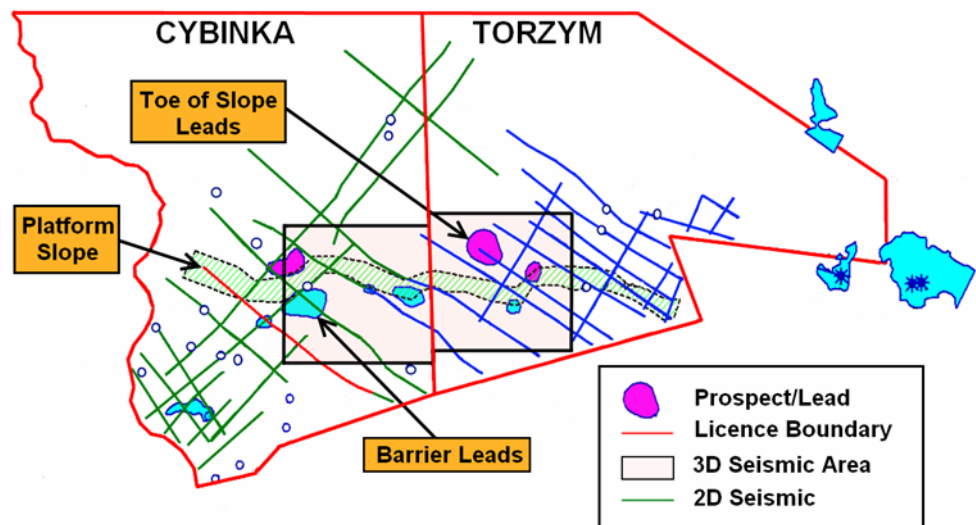 CYBINKA
TORZYM
Toe of Slope
Leads
Platform
Slope
Barrier Leads
Prospect/Lead
Licence Boundary
3D Seismic Area
2D Seismic